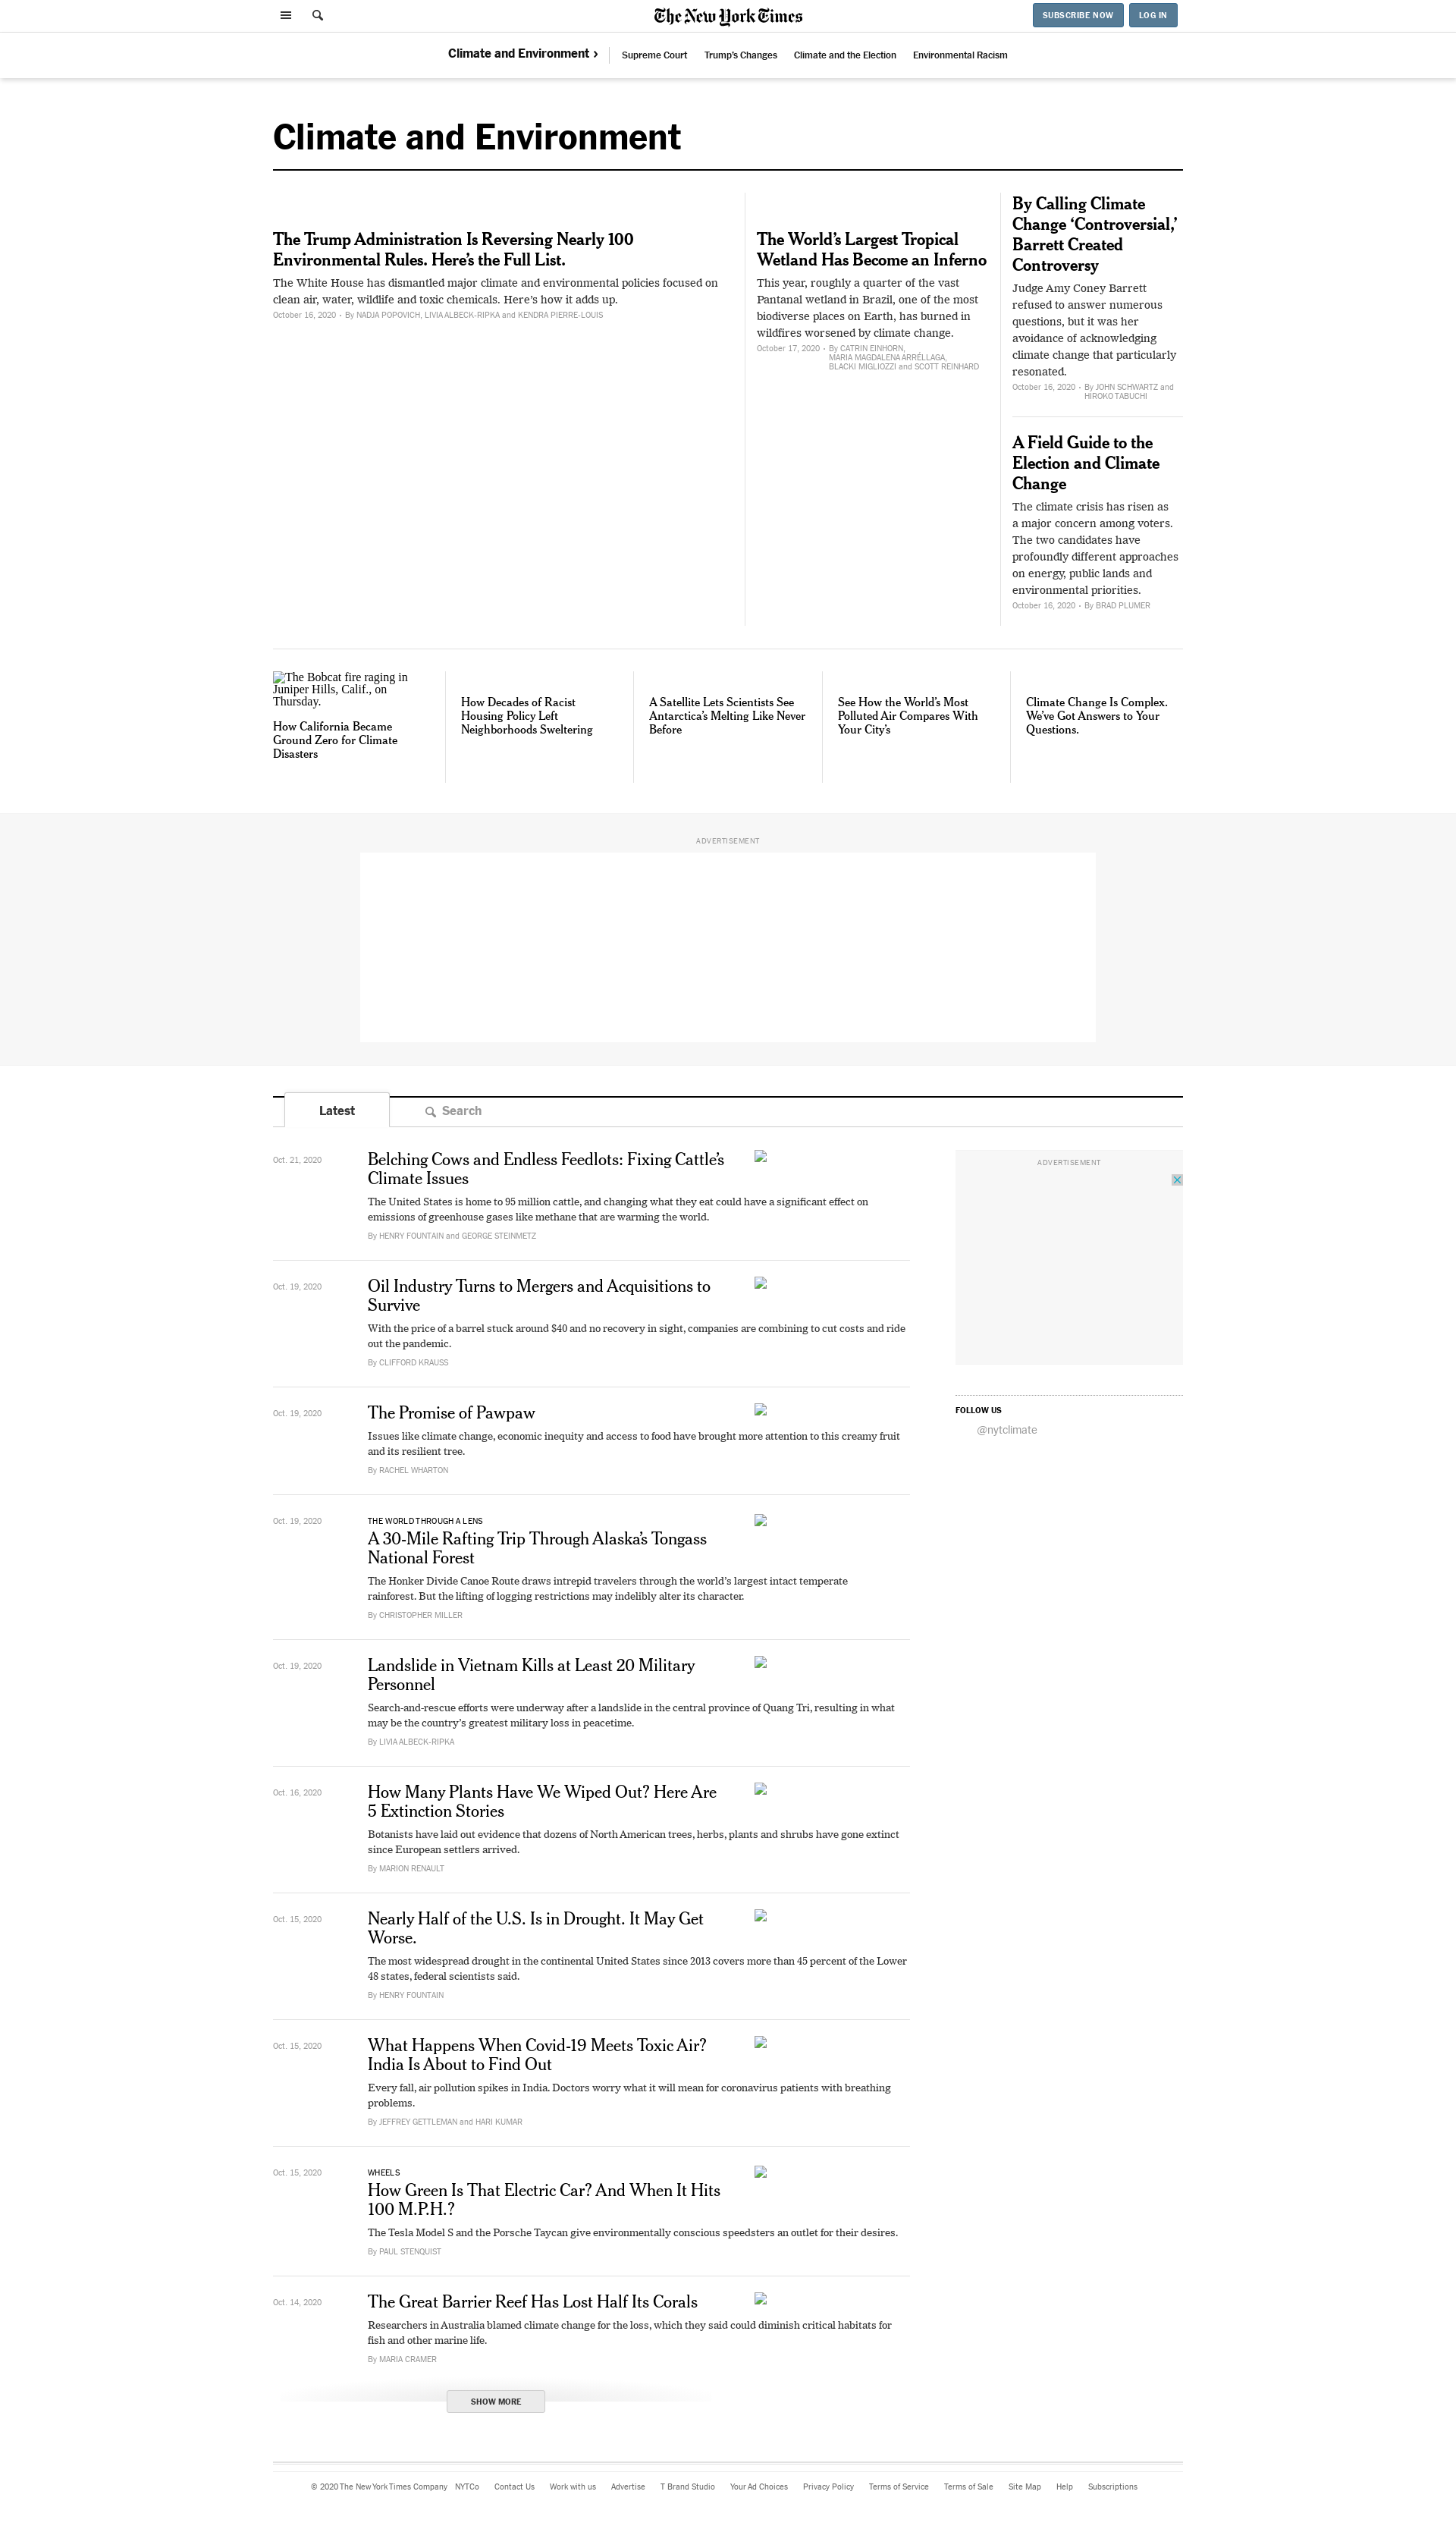 The New York Times
SUBSCRIBE NOW
LOG IN
Climate and Environment ›
Supreme Court
Trump's Changes
Climate and the Election
Environmental Racism
Climate and Environment
The Trump Administration Is Reversing Nearly 100
Environmental Rules. Here's the Full List.
The White House has dismantled major climate and environmental policies focused on
clean air, water, wildlife and toxic chemicals. Here's how it adds up.
October 16, 2020 • By NADJA POPOVICH, LIVIA ALBECK-RIPKA and KENDRA PIERRE-LOUIS
The World's Largest Tropical
Wetland Has Become an Inferno
This year, roughly a quarter of the vast
Pantanal wetland in Brazil, one of the most
biodiverse places on Earth, has burned in
wildfires worsened by climate change.
October 17, 2020 • By CATRIN EINHORN,
MARIA MAGDALENA ARRÉLLAGA,
BLACKI MIGLIOZZI and SCOTT REINHARD
By Calling Climate
Change ‘Controversial,’
Barrett Created
Controversy
Judge Amy Coney Barrett
refused to answer numerous
questions, but it was her
avoidance of acknowledging
climate change that particularly
resonated.
October 16, 2020 • By JOHN SCHWARTZ and
HIROKO TABUCHI
A Field Guide to the
Election and Climate
Change
The climate crisis has risen as
a major concern among voters.
The two candidates have
profoundly different approaches
on energy, public lands and
environmental priorities.
October 16, 2020 • By BRAD PLUMER
The Bobcat fire raging in
Juniper Hills, Calif., on
Thursday.
How California Became
Ground Zero for Climate
Disasters
How Decades of Racist
Housing Policy Left
Neighborhoods Sweltering
A Satellite Lets Scientists See
Antarctica's Melting Like Never
Before
See How the World's Most
Polluted Air Compares With
Your City's
Climate Change Is Complex.
We've Got Answers to Your
Questions.
ADVERTISEMENT
Latest
Search
Oct. 21, 2020
Belching Cows and Endless Feedlots: Fixing Cattle's
Climate Issues
The United States is home to 95 million cattle, and changing what they eat could have a significant effect on
emissions of greenhouse gases like methane that are warming the world.
By HENRY FOUNTAIN and GEORGE STEINMETZ
ADVERTISEMENT
Oct. 19, 2020
Oil Industry Turns to Mergers and Acquisitions to
Survive
With the price of a barrel stuck around $40 and no recovery in sight, companies are combining to cut costs and ride
out the pandemic.
By CLIFFORD KRAUSS
FOLLOW US
@nytclimate
Oct. 19, 2020
The Promise of Pawpaw
Issues like climate change, economic inequity and access to food have brought more attention to this creamy fruit
and its resilient tree.
By RACHEL WHARTON
Oct. 19, 2020
THE WORLD THROUGH A LENS
A 30-Mile Rafting Trip Through Alaska's Tongass
National Forest
The Honker Divide Canoe Route draws intrepid travelers through the world's largest intact temperate
rainforest. But the lifting of logging restrictions may indelibly alter its character.
By CHRISTOPHER MILLER
Oct. 19, 2020
Landslide in Vietnam Kills at Least 20 Military
Personnel
Search-and-rescue efforts were underway after a landslide in the central province of Quang Tri, resulting in what
may be the country's greatest military loss in peacetime.
By LIVIA ALBECK-RIPKA
Oct. 16, 2020
How Many Plants Have We Wiped Out? Here Are
5 Extinction Stories
Botanists have laid out evidence that dozens of North American trees, herbs, plants and shrubs have gone extinct
since European settlers arrived.
By MARION RENAULT
Oct. 15, 2020
Nearly Half of the U.S. Is in Drought. It May Get
Worse.
The most widespread drought in the continental United States since 2013 covers more than 45 percent of the Lower
48 states, federal scientists said.
By HENRY FOUNTAIN
Oct. 15, 2020
What Happens When Covid-19 Meets Toxic Air?
India Is About to Find Out
Every fall, air pollution spikes in India. Doctors worry what it will mean for coronavirus patients with breathing
problems.
By JEFFREY GETTLEMAN and HARI KUMAR
Oct. 15, 2020
WHEELS
How Green Is That Electric Car? And When It Hits
100 M.P.H.?
The Tesla Model S and the Porsche Taycan give environmentally conscious speedsters an outlet for their desires.
By PAUL STENQUIST
Oct. 14, 2020
The Great Barrier Reef Has Lost Half Its Corals
Researchers in Australia blamed climate change for the loss, which they said could diminish critical habitats for
fish and other marine life.
By MARIA CRAMER
SHOW MORE
© 2020 The New York Times Company NYTCo Contact Us Work with us Advertise T Brand Studio Your Ad Choices Privacy Policy Terms of Service Terms of Sale Site Map Help Subscriptions